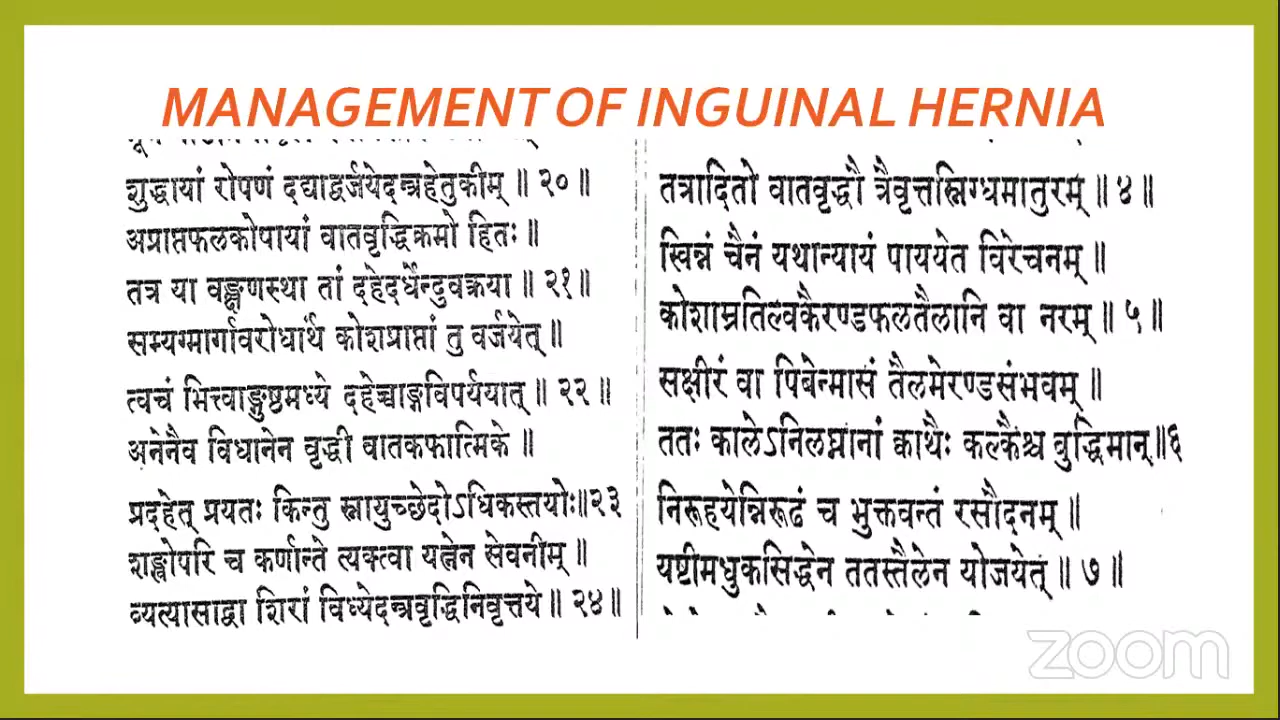 MANAGEMENT OF INGUINAL HERNIA
शुद्धायां रोपणं दद्याद्वर्जयेदन्त्रहेतुकीम् ॥ २० ॥
अप्राप्तफलकोपायां वातवृद्धिक्रमो हितः ॥
तत्र या वङ्क्षणस्था तां दहेदर्धेन्दुवक्रया ॥ २१ ॥
सम्यग्मार्गावरोधार्थं कोशप्राप्तां तु वर्जयेत् ॥
त्वचं भित्त्वाङ्गुष्ठमध्ये दहेच्चाङ्गविपर्ययात् ॥ २२ ॥
अनेनैव विधानेन वृद्धी वातकफात्मिके ॥
प्रदहेत् प्रयतः किन्तु स्नायुच्छेदोऽधिकस्तयोः॥२३
शङ्खोपरि च कर्णान्ते त्यक्त्वा यत्नेन सेवनीम् ॥
व्यत्यासाद्वा शिरां विध्येदन्त्रवृद्धिनिवृत्तये ॥ २४ ॥
तत्रादितो वातवृद्धौ त्रैवृत्तस्निग्धमातुरम् ॥ ४ ॥
स्विन्नं चैनं यथान्यायं पाययेत विरेचनम् ॥
कोशाम्रतिल्वकैरण्डफलतैलानि वा नरम् ॥ ५ ॥
सक्षीरं वा पिबेन्मासं तैलमेरण्डसंभवम् ॥
ततः कालेऽनिलघ्नानां क्वाथैः कल्कैश्च बुद्धिमान्॥६
निरूहयेन्निरूढं च भुक्तवन्तं रसौदनम् ॥
यष्टीमधुकसिद्धेन ततस्तैलेन योजयेत् ॥ ७ ॥
zoom